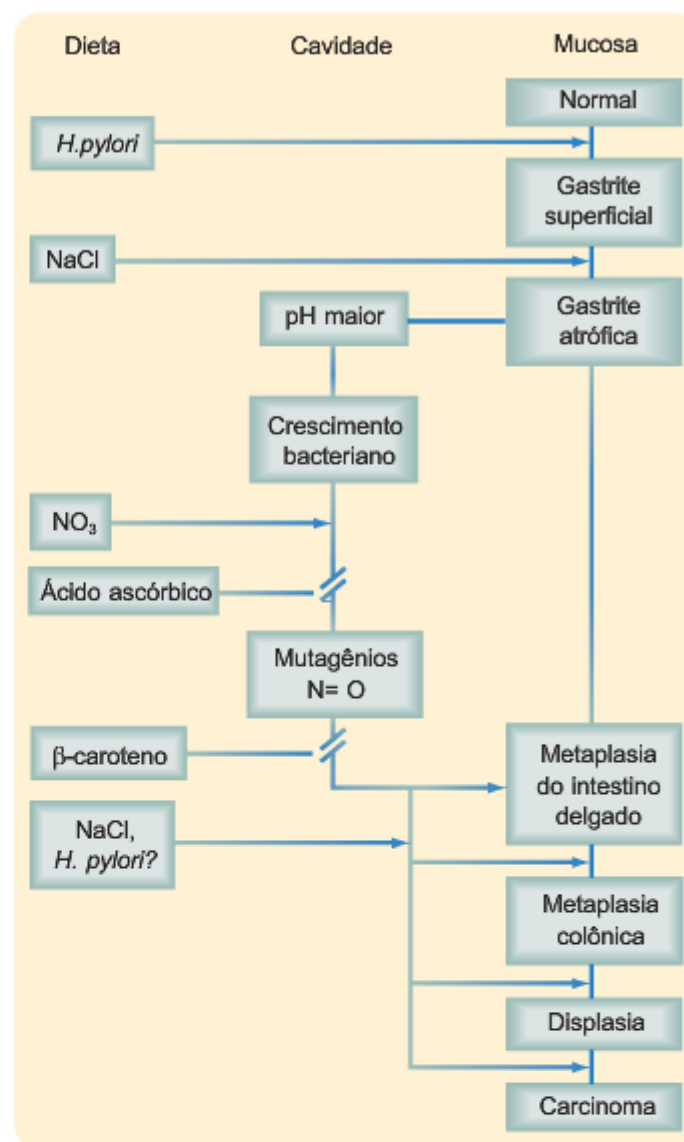 Dieta
Cavidade
Mucosa
Normal
H.pylori
Gastrite
superficial
NaCl
Gastrite
atrófica
pH maior
Crescimento
bacteriano
NO₃
Ácido ascórbico
Mutagênios
N= O
β-caroteno
Metaplasia
do intestino
delgado
NaCl,
H. pylori?
Metaplasia
colônica
Displasia
Carcinoma